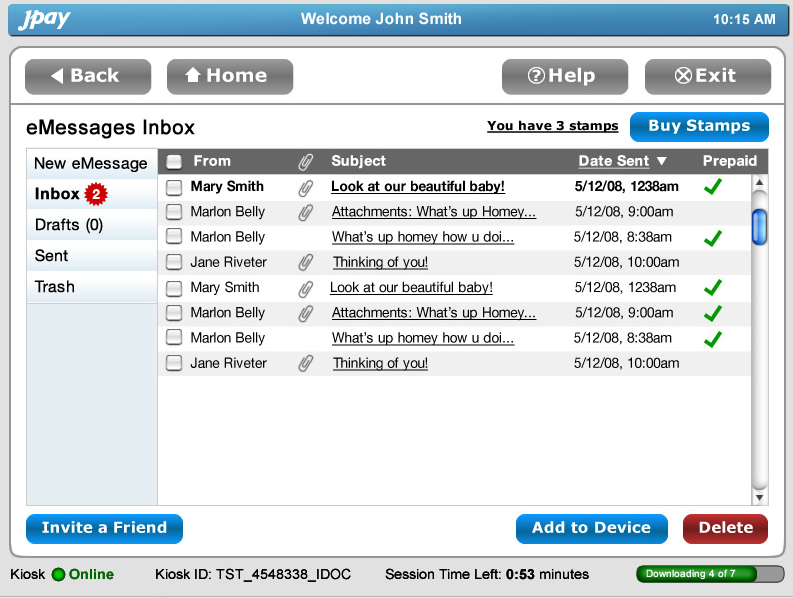 Jpay Welcome John Smith 10:15 AM
Back Home Help Exit
eMessages Inbox You have 3 stamps Buy Stamps
New eMessage From Subject Date Sent ▼ Prepaid
Inbox 2 Mary Smith Look at our beautiful baby! 5/12/08, 1238am
Marlon Belly Attachments: What's up Homey... 5/12/08, 9:00am
Drafts (0) Marlon Belly What's up homey how u doi... 5/12/08, 8:38am
Sent Jane Riveter Thinking of you! 5/12/08, 10:00am
Trash Mary Smith Look at our beautiful baby! 5/12/08, 1238am
Marlon Belly Attachments: What's up Homey... 5/12/08, 9:00am
Marlon Belly What's up homey how u doi... 5/12/08, 8:38am
Jane Riveter Thinking of you! 5/12/08, 10:00am
Invite a Friend Add to Device Delete
Kiosk Online Kiosk ID: TST_4548338_IDOC Session Time Left: 0:53 minutes Downloading 4 of 7